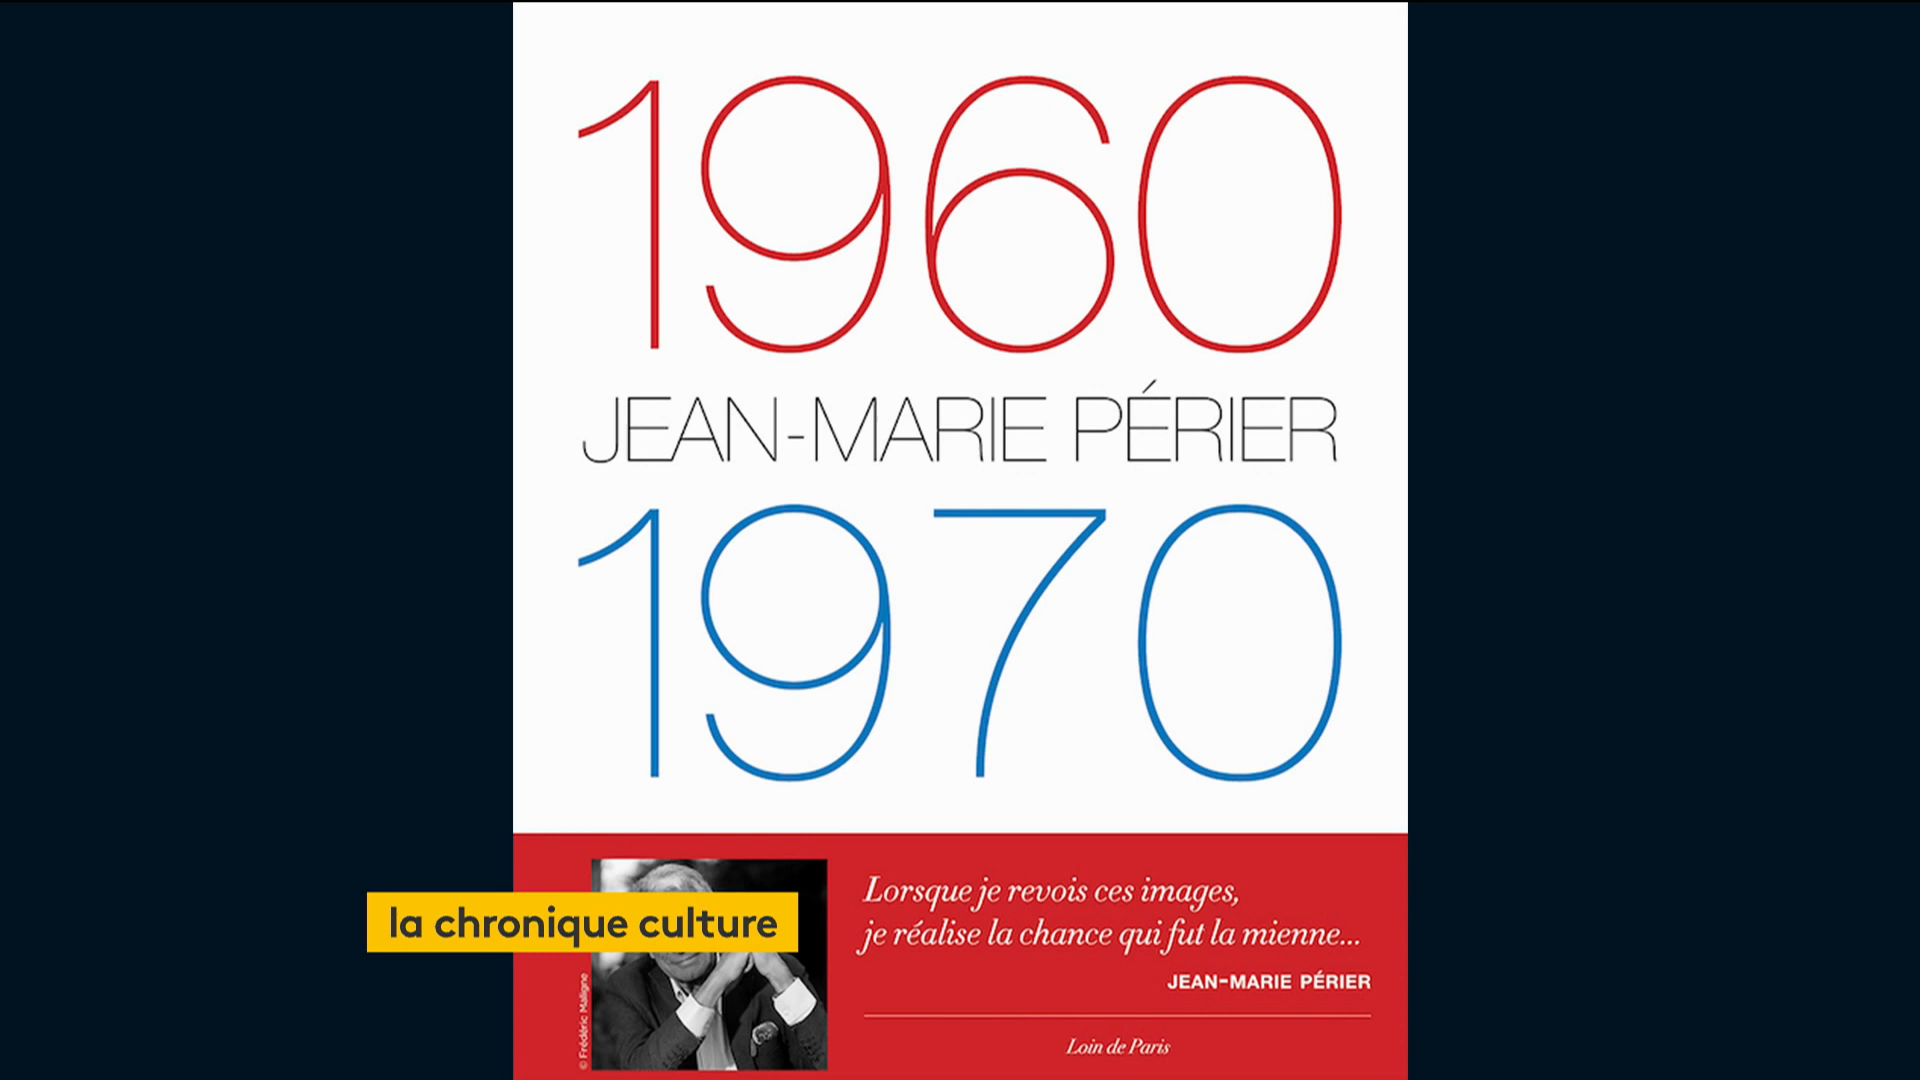 1960
JEAN-MARIE PÉRIER
1970
la chronique culture
© Frédéric Malligne
Lorsque je revois ces images,
je réalise la chance qui fut la mienne...
JEAN-MARIE PÉRIER
Loin de Paris